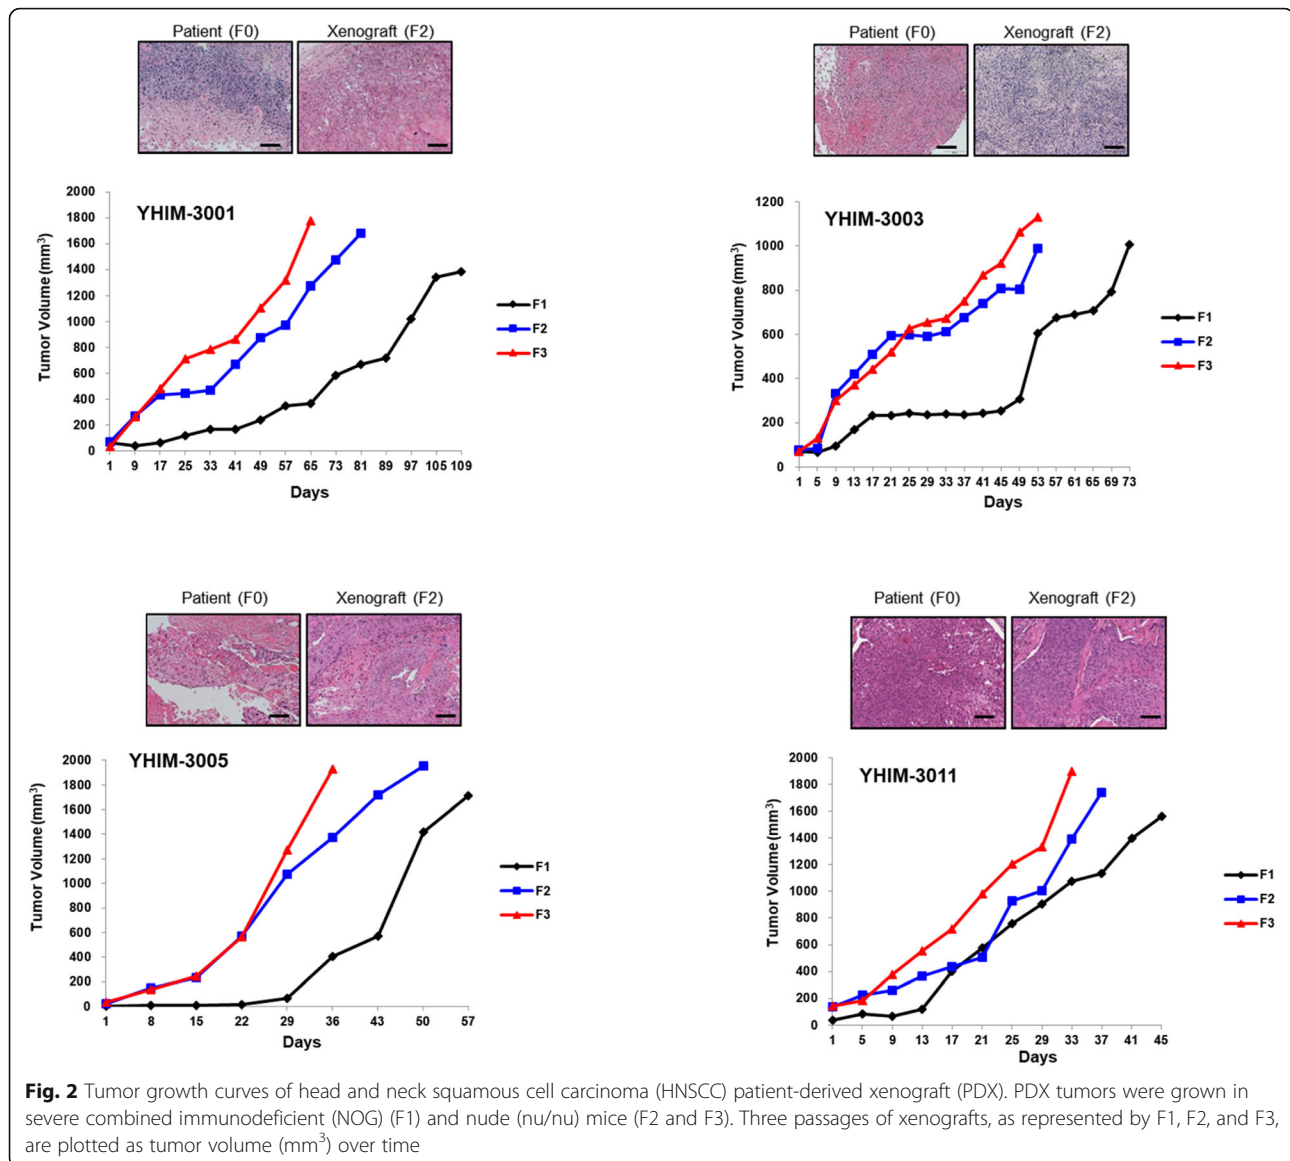 Patient (F0) Xenograft (F2)
YHIM-3001
Tumor Volume (mm³)
2000
1800
1600
1400
1200
1000
800
600
400
200
0
1 9 17 25 33 41 49 57 65 73 81 89 97 105 109
Days
F1
F2
F3
Patient (F0) Xenograft (F2)
YHIM-3003
Tumor Volume (mm³)
1200
1000
800
600
400
200
0
1 5 9 13 17 21 25 29 33 37 41 45 49 53 57 61 65 69 73
Days
F1
F2
F3
Patient (F0) Xenograft (F2)
YHIM-3005
Tumor Volume (mm³)
2000
1800
1600
1400
1200
1000
800
600
400
200
0
1 8 15 22 29 36 43 50 57
Days
F1
F2
F3
Patient (F0) Xenograft (F2)
YHIM-3011
Tumor Volume (mm³)
2000
1800
1600
1400
1200
1000
800
600
400
200
0
1 5 9 13 17 21 25 29 33 37 41 45
Days
F1
F2
F3
Fig. 2 Tumor growth curves of head and neck squamous cell carcinoma (HNSCC) patient-derived xenograft (PDX). PDX tumors were grown in
severe combined immunodeficient (NOG) (F1) and nude (nu/nu) mice (F2 and F3). Three passages of xenografts, as represented by F1, F2, and F3,
are plotted as tumor volume (mm³) over time